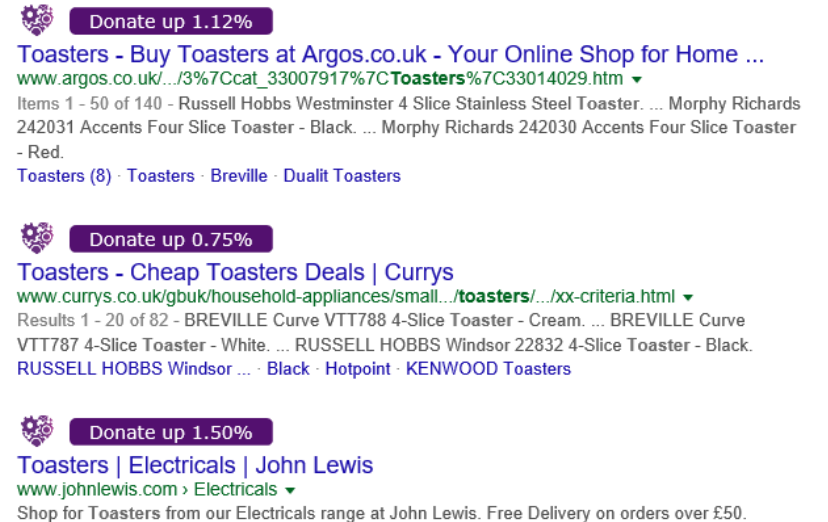 Donate up 1.12%
Toasters - Buy Toasters at Argos.co.uk - Your Online Shop for Home ...
www.argos.co.uk/.../3%7Ccat_33007917%7CToasters%7C33014029.htm
Items 1 - 50 of 140 - Russell Hobbs Westminster 4 Slice Stainless Steel Toaster. ... Morphy Richards
242031 Accents Four Slice Toaster - Black. ... Morphy Richards 242030 Accents Four Slice Toaster
- Red.
Toasters (8) · Toasters · Breville · Dualit Toasters
Donate up 0.75%
Toasters - Cheap Toasters Deals | Currys
www.currys.co.uk/gbuk/household-appliances/small.../toasters/.../xx-criteria.html
Results 1 - 20 of 82 - BREVILLE Curve VTT788 4-Slice Toaster - Cream. ... BREVILLE Curve
VTT787 4-Slice Toaster - White. ... RUSSELL HOBBS Windsor 22832 4-Slice Toaster - Black.
RUSSELL HOBBS Windsor ... · Black · Hotpoint · KENWOOD Toasters
Donate up 1.50%
Toasters | Electricals | John Lewis
www.johnlewis.com › Electricals
Shop for Toasters from our Electricals range at John Lewis. Free Delivery on orders over £50.